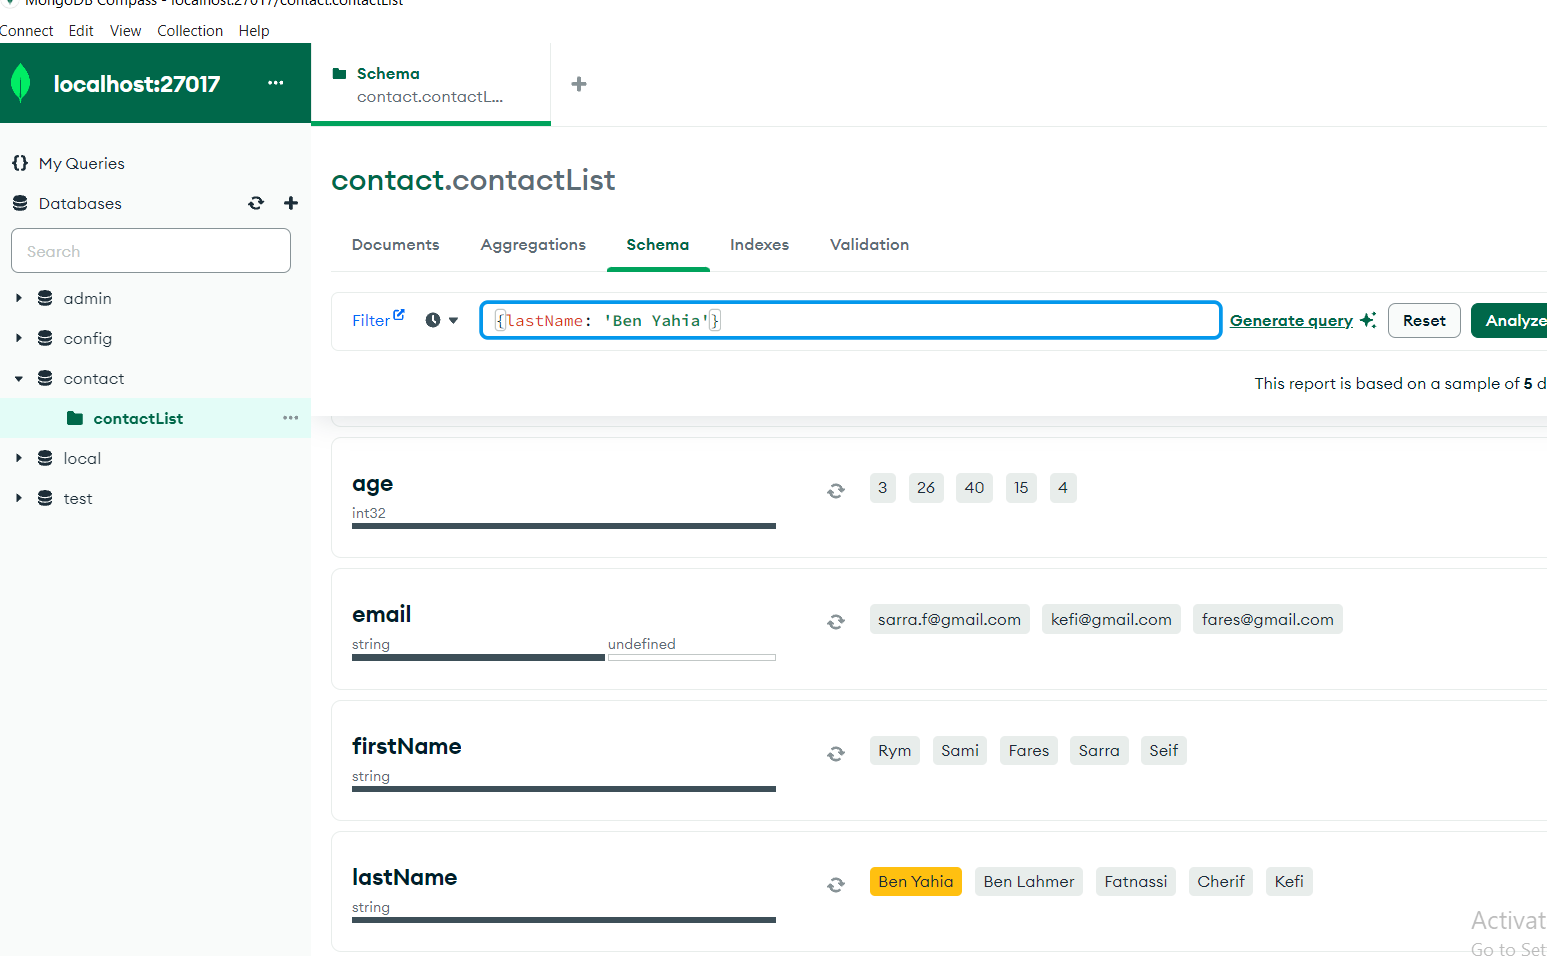 MongoDB Compass - localhost:27017/contact.contactList
Connect Edit View Collection Help
localhost:27017 ...
Schema
contact.contactL...
My Queries
Databases
Search
admin
config
contact
contactList ...
local
test
contact.contactList
Documents Aggregations Schema Indexes Validation
Filter {lastName: 'Ben Yahia'} Generate query Reset Analyze
This report is based on a sample of 5 d
age
int32
3 26 40 15 4
email
string undefined
sarra.f@gmail.com kefi@gmail.com fares@gmail.com
firstName
string
Rym Sami Fares Sarra Seif
lastName
string
Ben Yahia Ben Lahmer Fatnassi Cherif Kefi
Activat
Go to Set